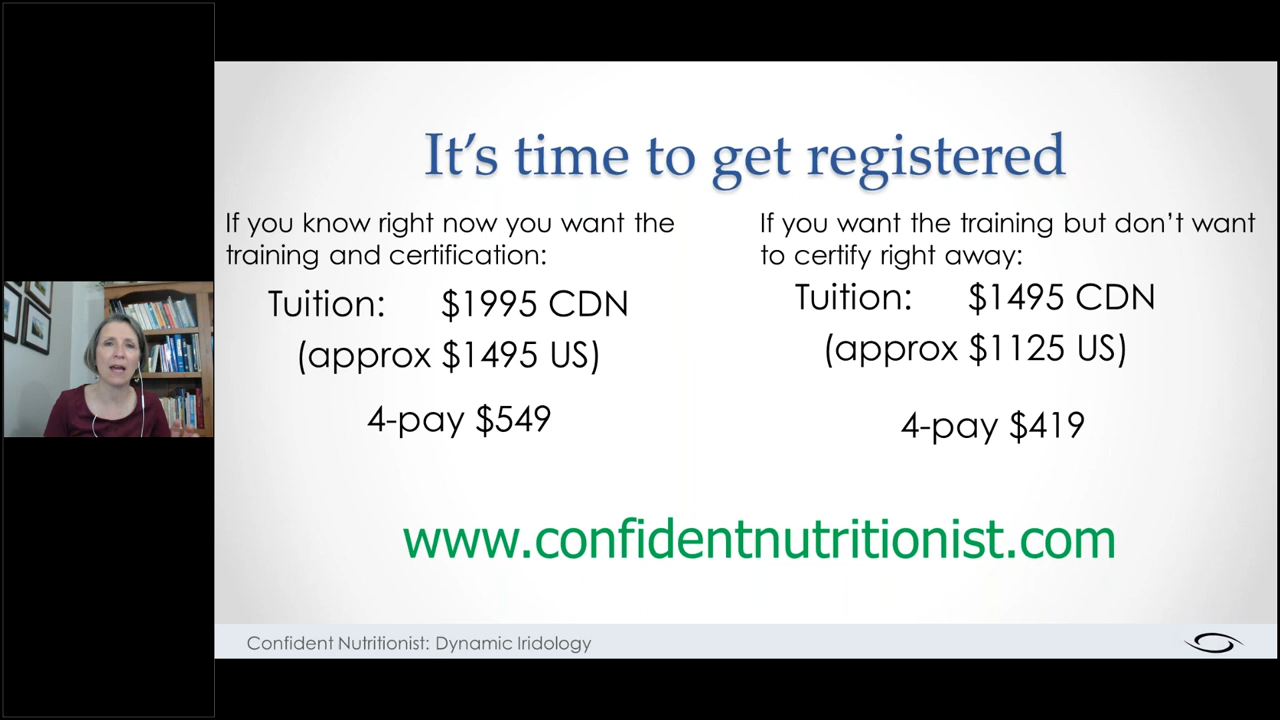 It's time to get registered
If you know right now you want the
training and certification:
Tuition: $1995 CDN
(approx $1495 US)
4-pay $549
If you want the training but don't want
to certify right away:
Tuition: $1495 CDN
(approx $1125 US)
4-pay $419
www.confidentnutritionist.com
Confident Nutritionist: Dynamic Iridology